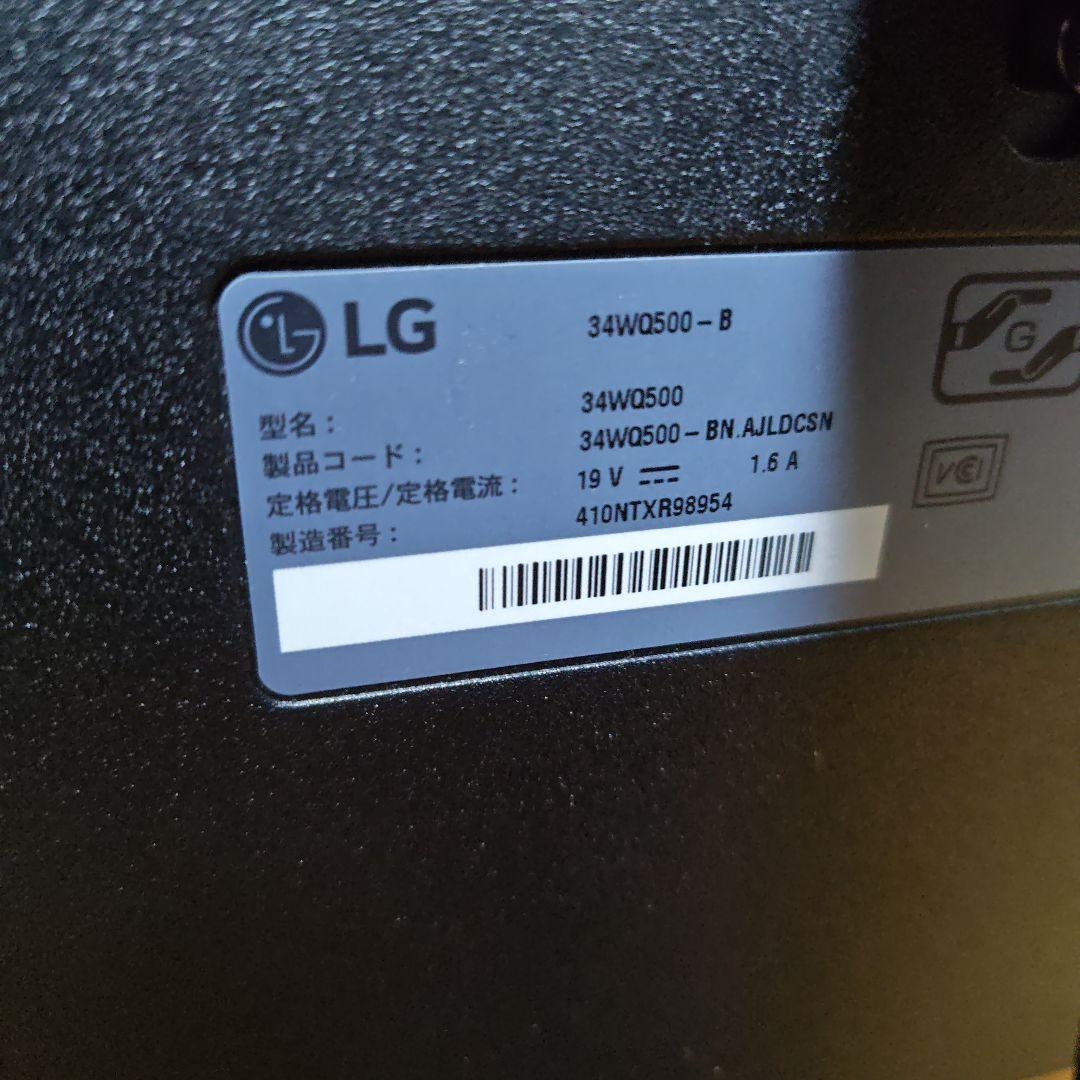 LG 34WQ500-B
型名： 34WQ500
製品コード： 34WQ500-BN.AJLDCSN
定格電圧/定格電流： 19 V 1.6 A
製造番号： 410NTXR98954
G
VCCI